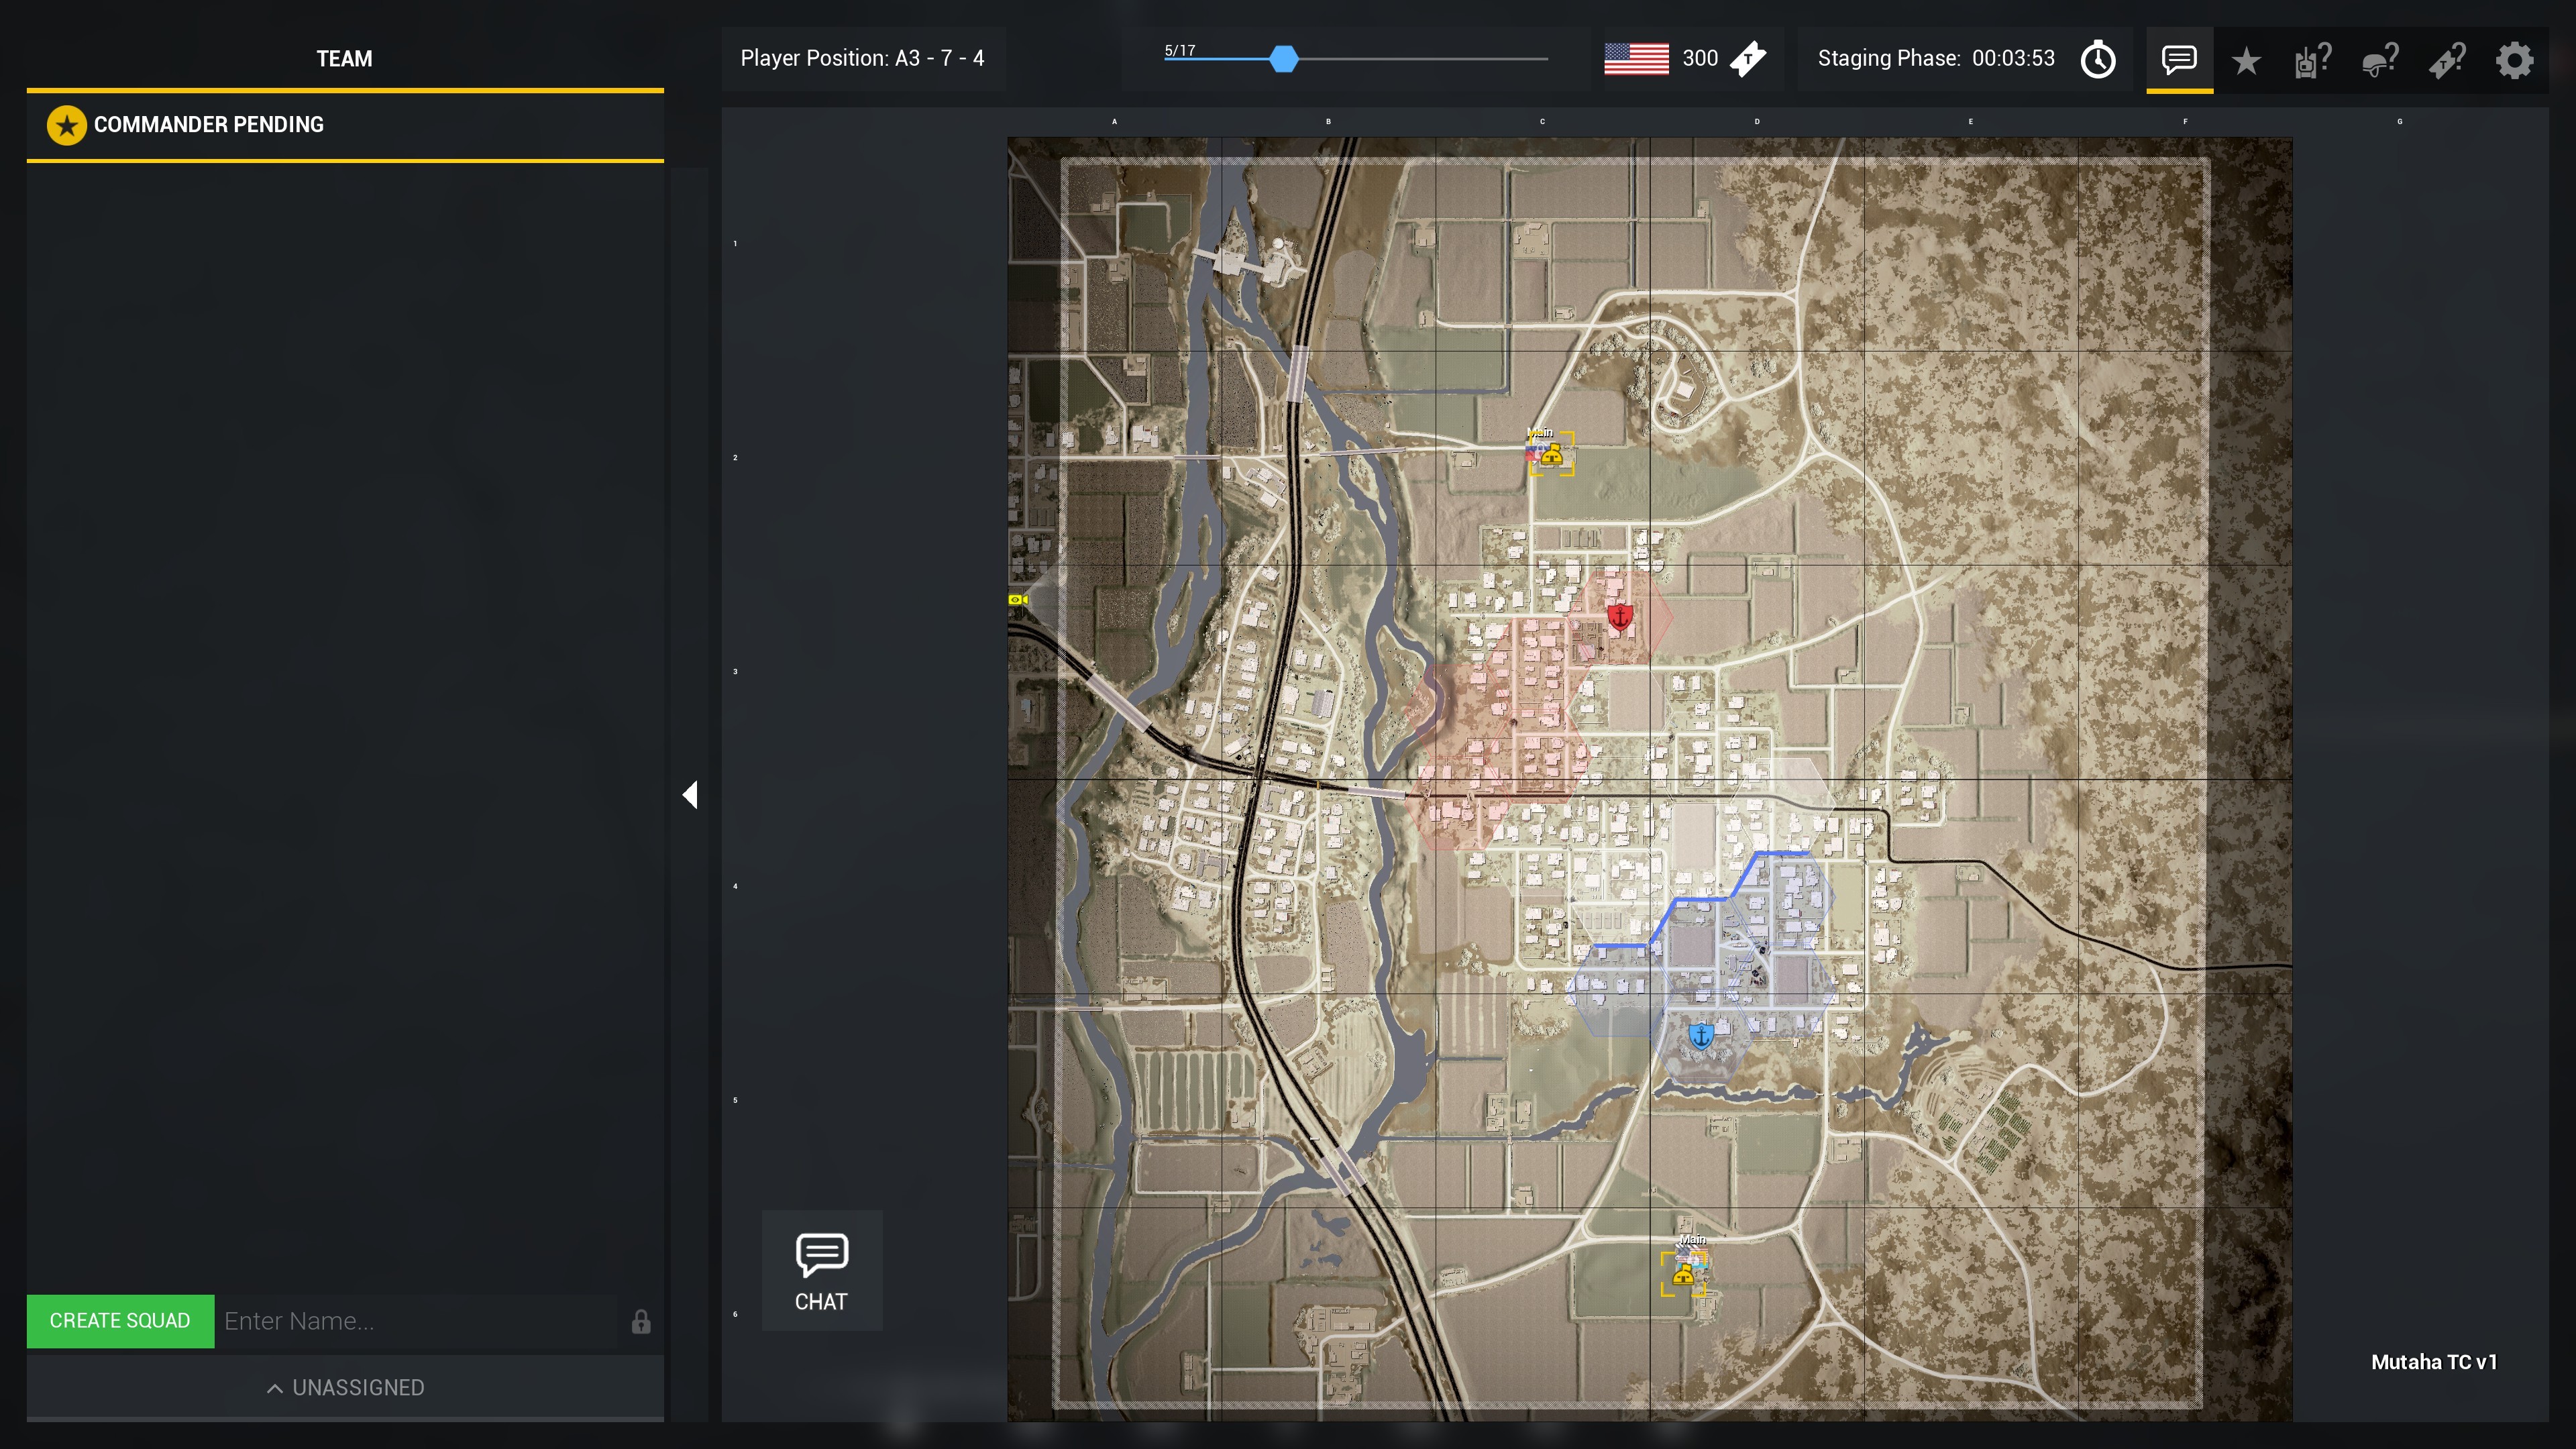 TEAM
Player Position: A3 - 7 - 4
5/17
300
T
Staging Phase: 00:03:53
? ? ?
T
COMMANDER PENDING
A B C D E F G
1
Main
2
3
4
5
Main
CHAT
6
CREATE SQUAD
Enter Name...
Mutaha TC v1
UNASSIGNED